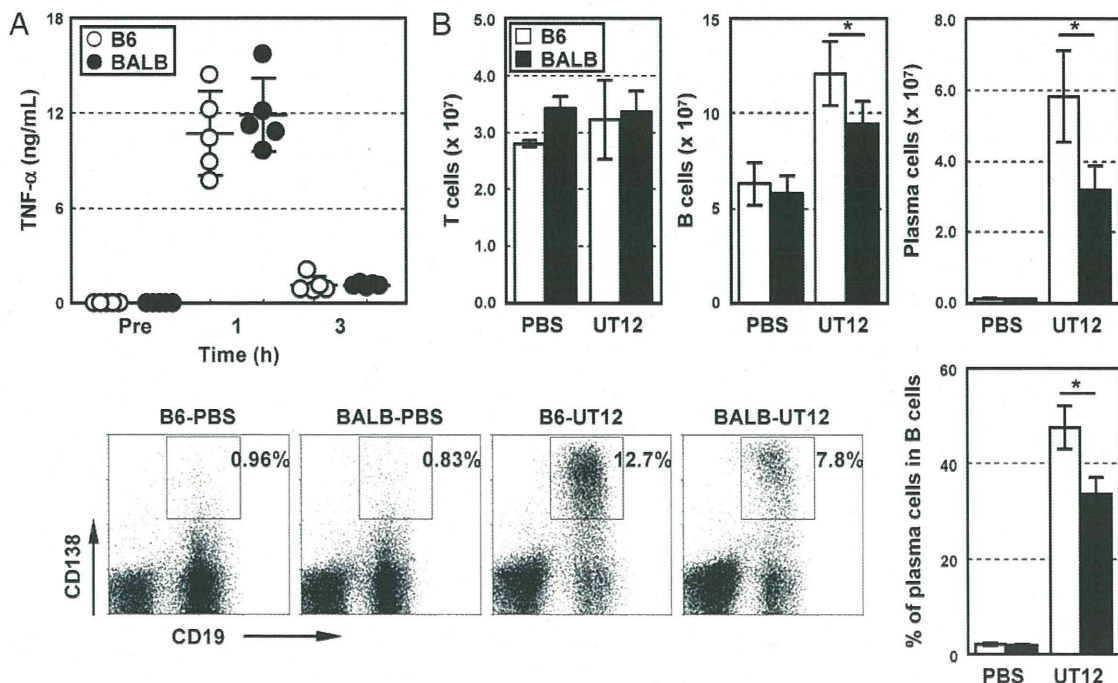 A
B6
BALB
TNF-α (ng/mL)
18
12
6
0
Pre 1 3
Time (h)
B
B6
BALB
T cells (x 10⁷)
5.0
4.0
3.0
2.0
1.0
0.0
PBS UT12
B cells (x 10⁷)
15
10
5
0
*
PBS UT12
Plasma cells (x 10⁷)
8.0
6.0
4.0
2.0
0.0
*
PBS UT12
B6-PBS
0.96%
BALB-PBS
0.83%
B6-UT12
12.7%
BALB-UT12
7.8%
CD138
CD19
% of plasma cells in B cells
60
40
20
0
*
PBS UT12